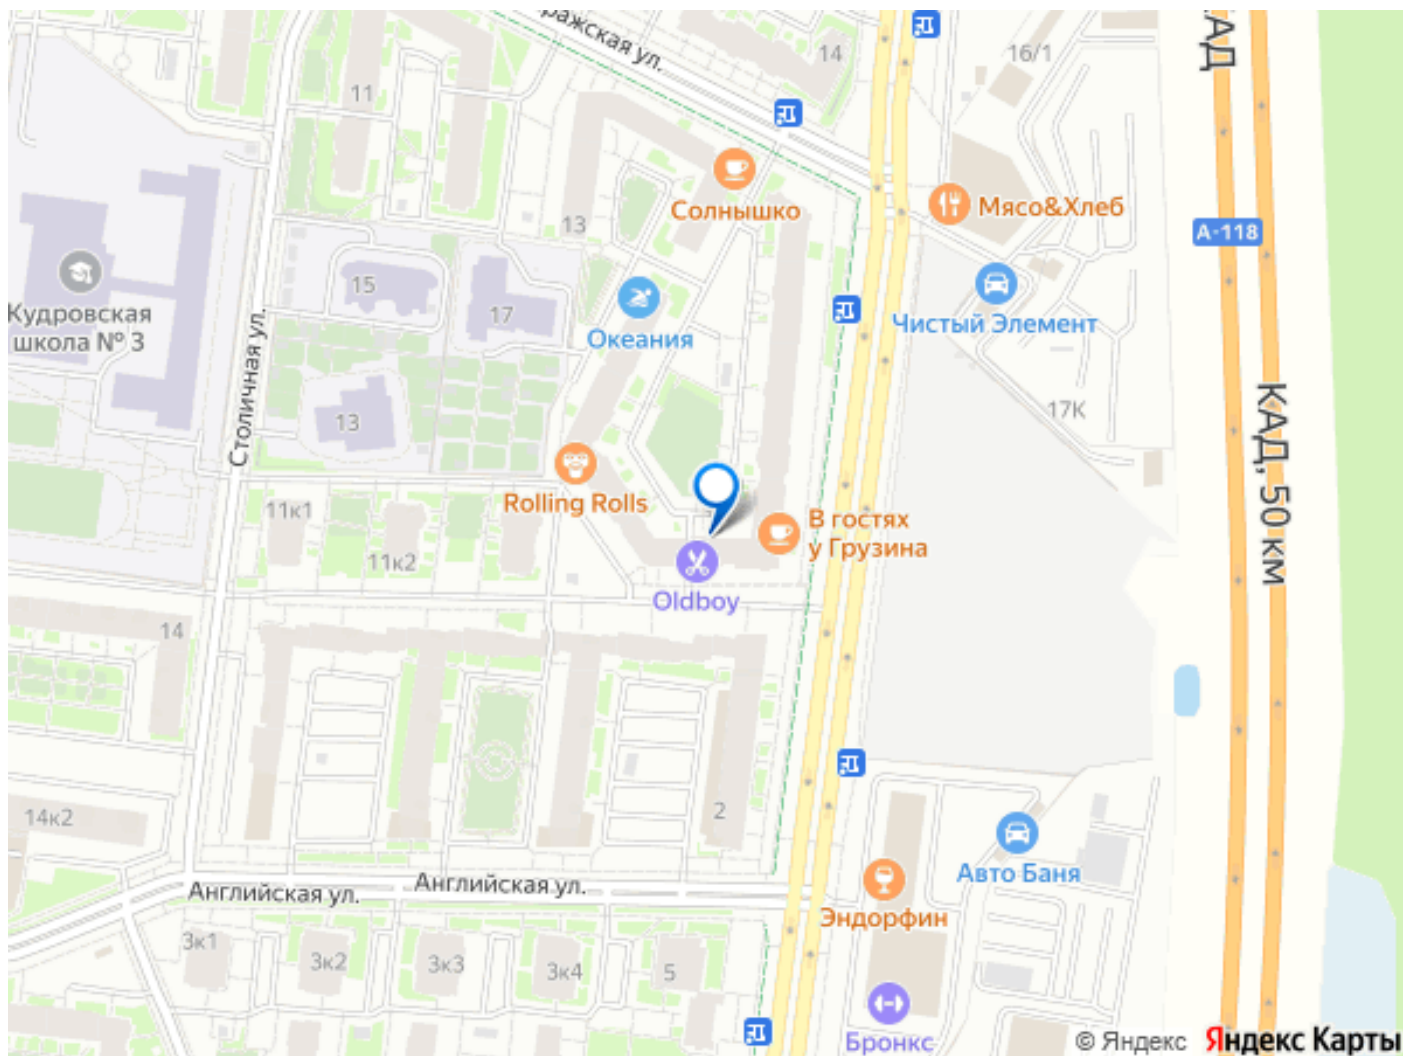 ражская ул.
14
16/1
КАД
11
Солнышко
Мясо&Хлеб
А-118
13
15
17
Кудровская
школа № 3
Океания
Чистый Элемент
Столичная ул.
13
17К
КАД, 50 км
Rolling Rolls
11к1
11к2
В гостях
у Грузина
Oldboy
14
14к2
2
Английская ул.
Английская ул.
Авто Баня
Эндорфин
3к1
3к2
3к3
3к4
5
Бронкс
© Яндекс Яндекс Карты